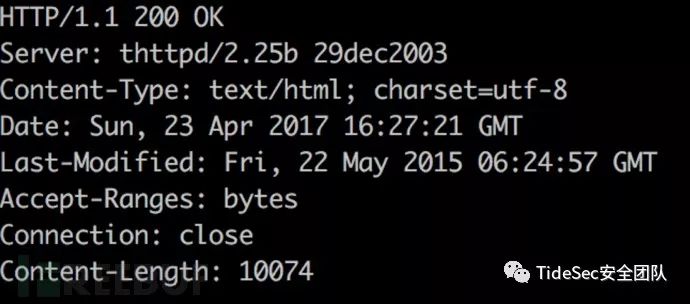 HTTP/1.1 200 OK
Server: thttpd/2.25b 29dec2003
Content-Type: text/html; charset=utf-8
Date: Sun, 23 Apr 2017 16:27:21 GMT
Last-Modified: Fri, 22 May 2015 06:24:57 GMT
Accept-Ranges: bytes
Connection: close
Content-Length: 10074
TideSec安全团队